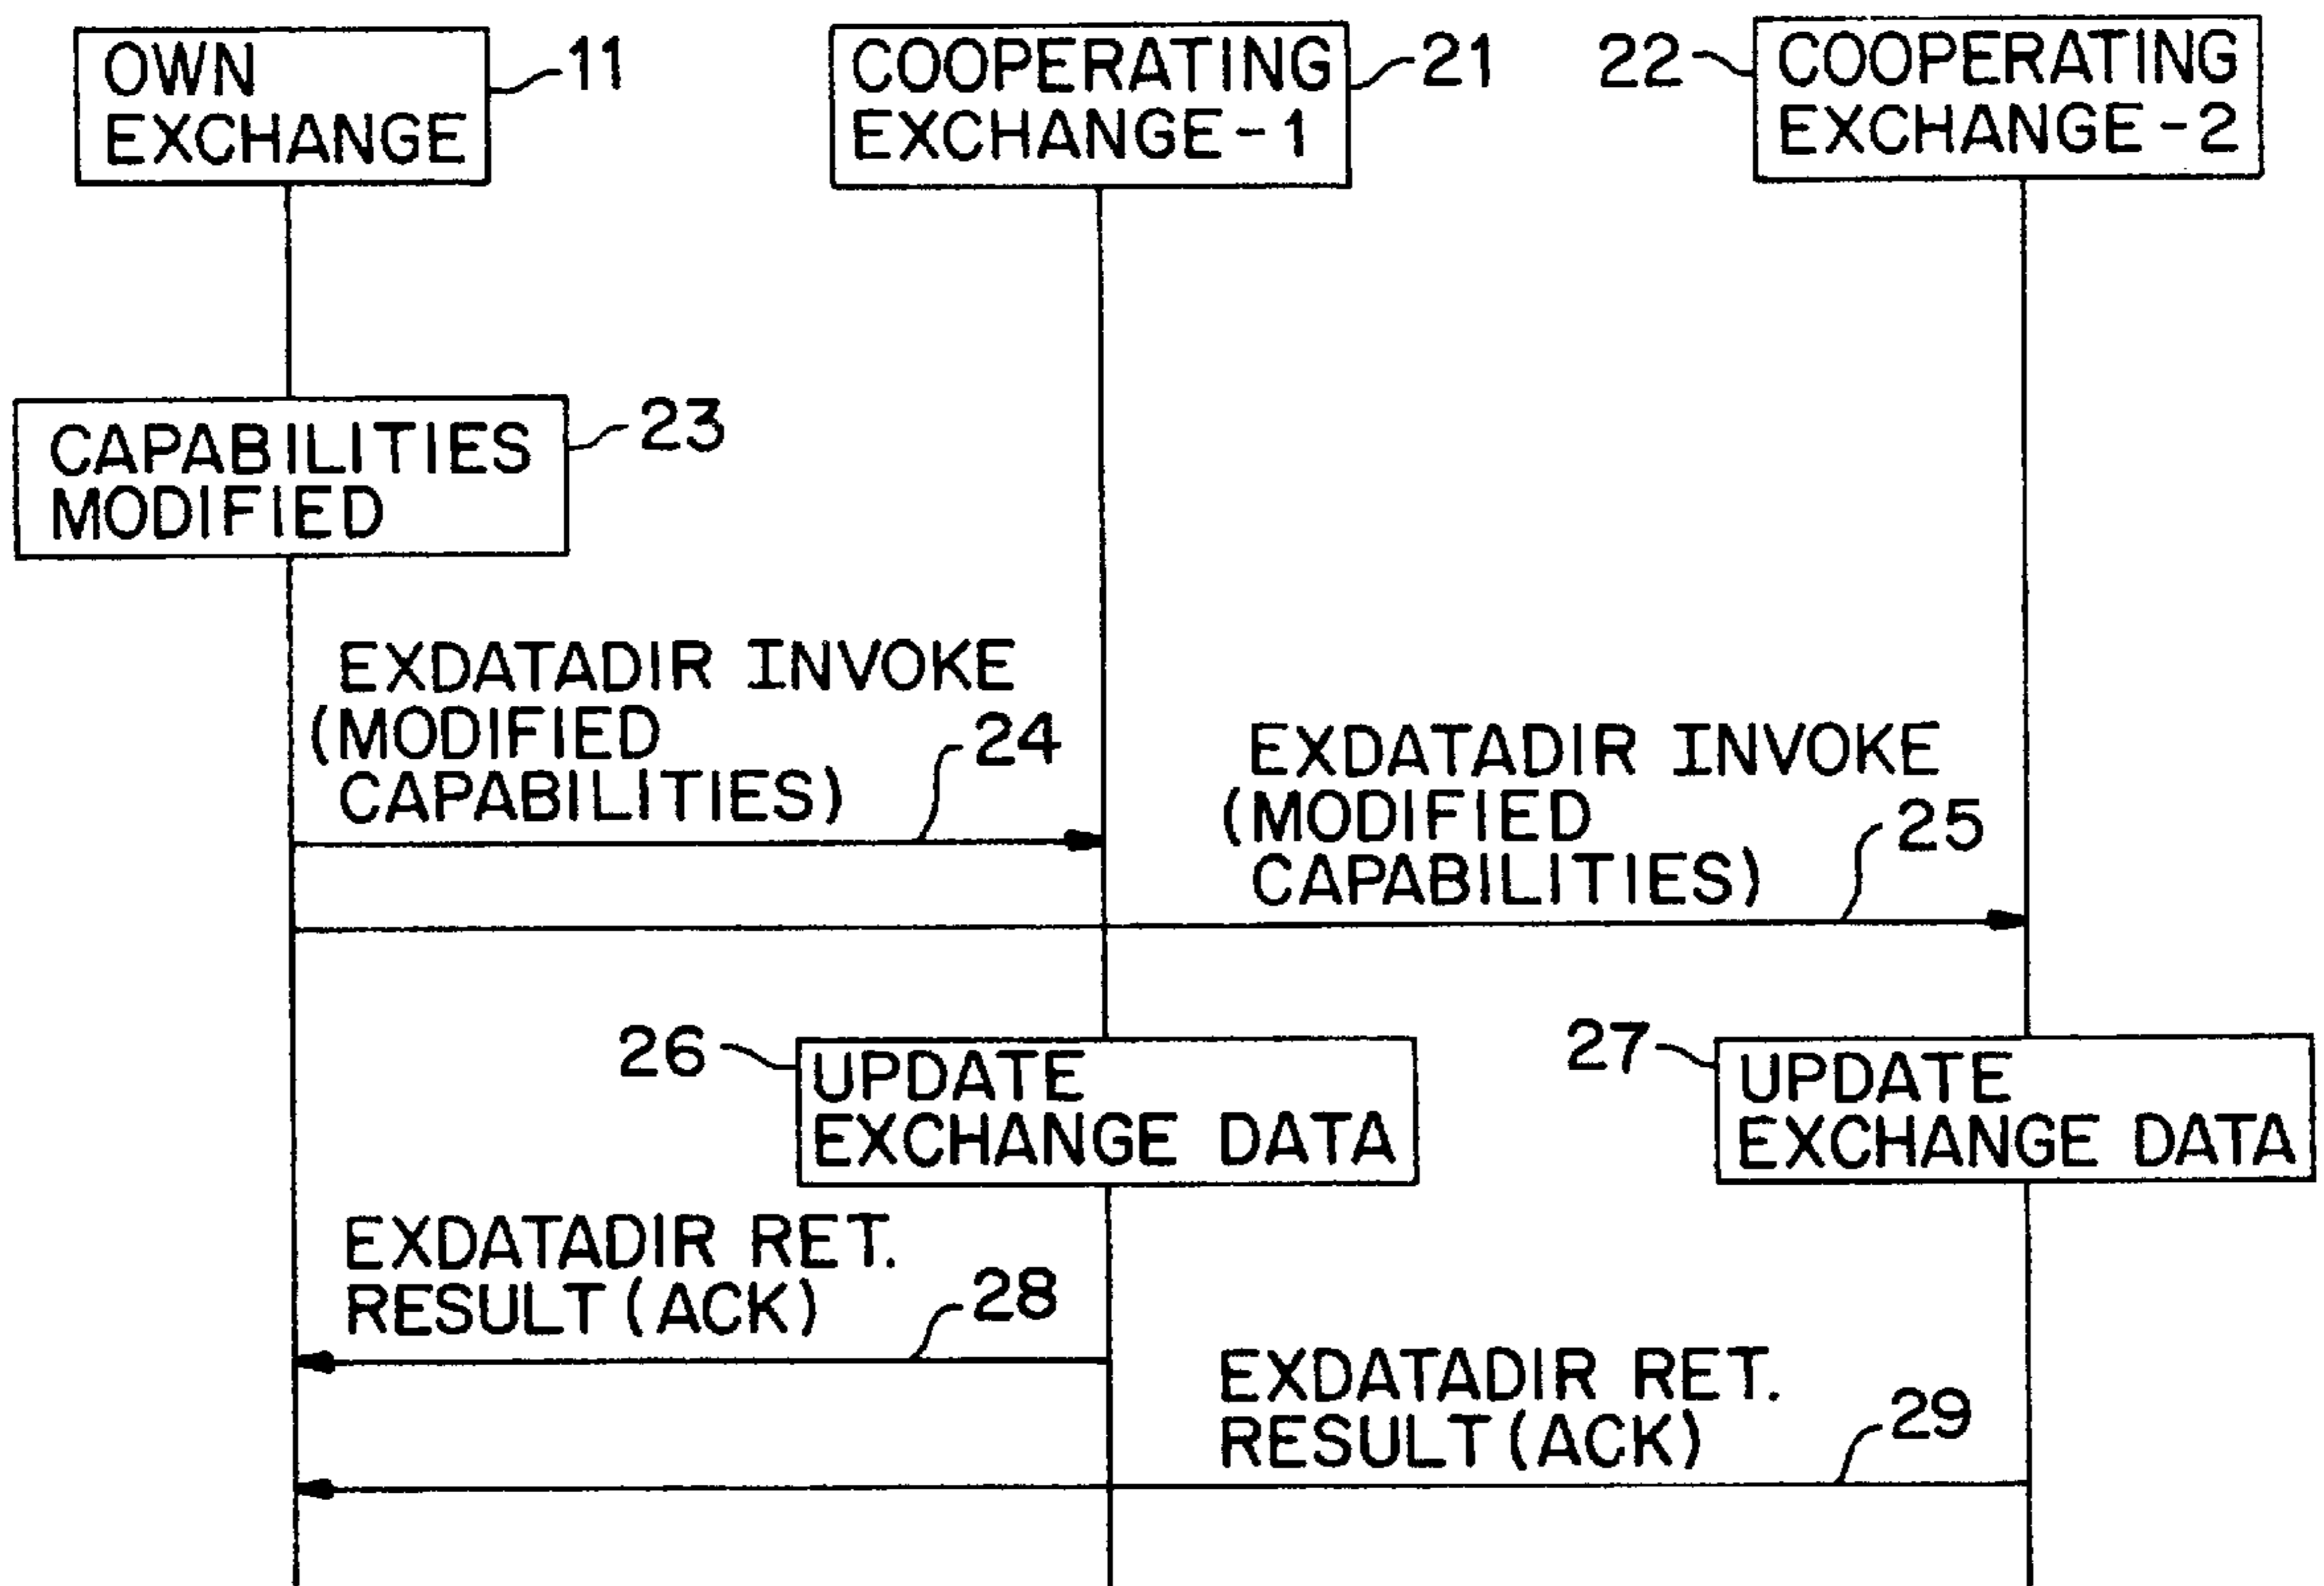 OWN
EXCHANGE
11
COOPERATING
EXCHANGE-1
21
22
COOPERATING
EXCHANGE-2
CAPABILITIES
MODIFIED
23
EXDATADIR INVOKE
(MODIFIED
CAPABILITIES)
24
EXDATADIR INVOKE
(MODIFIED
CAPABILITIES)
25
26
UPDATE
EXCHANGE DATA
27
UPDATE
EXCHANGE DATA
EXDATADIR RET.
RESULT (ACK)
28
EXDATADIR RET.
RESULT (ACK)
29